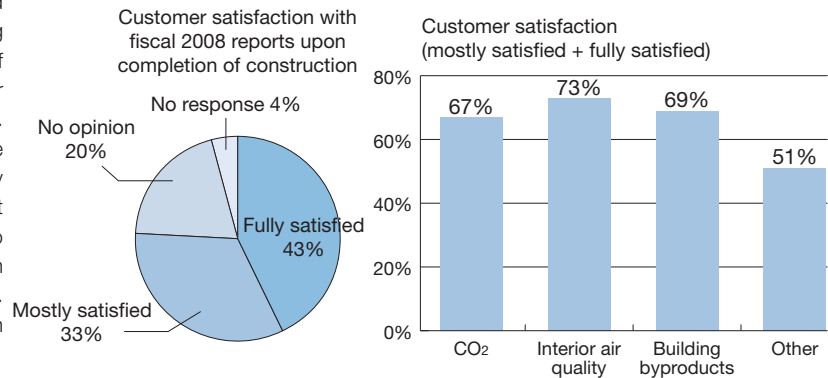 Customer satisfaction with
fiscal 2008 reports upon
completion of construction
No response 4%
No opinion
20%
Fully satisfied
43%
Mostly satisfied
33%
Customer satisfaction
(mostly satisfied + fully satisfied)
80%
60%
40%
20%
0%
67%
73%
69%
51%
CO2
Interior air
quality
Building
byproducts
Other